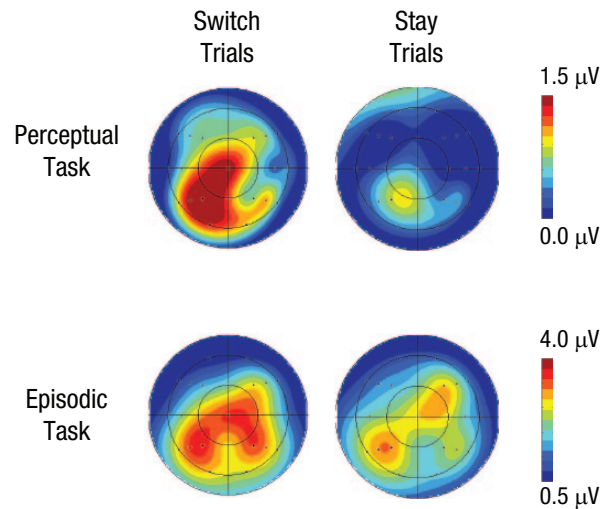 Switch
Trials
Stay
Trials
Perceptual
Task
1.5 μV
0.0 μV
Episodic
Task
4.0 μV
0.5 μV